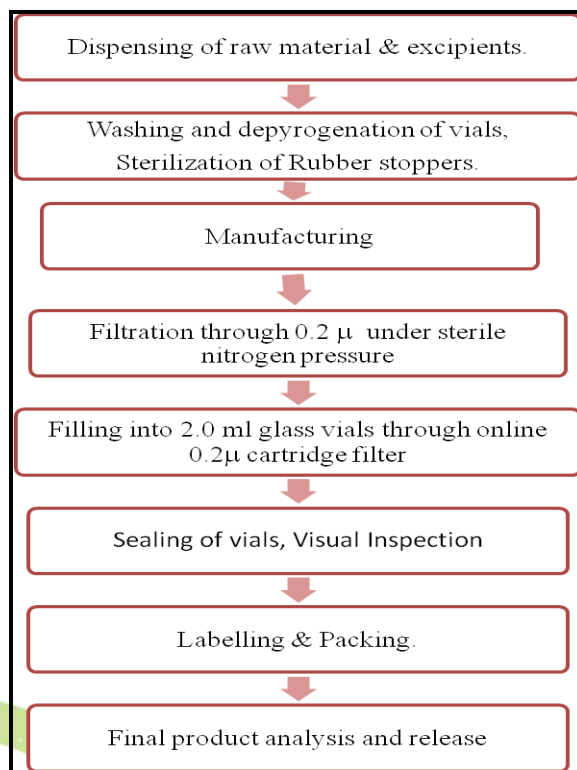 Dispensing of raw material & excipients.
Washing and depyrogenation of vials,
Sterilization of Rubber stoppers.
Manufacturing
Filtration through 0.2 μ under sterile
nitrogen pressure
Filling into 2.0 ml glass vials through online
0.2μ cartridge filter
Sealing of vials, Visual Inspection
Labelling & Packing.
Final product analysis and release